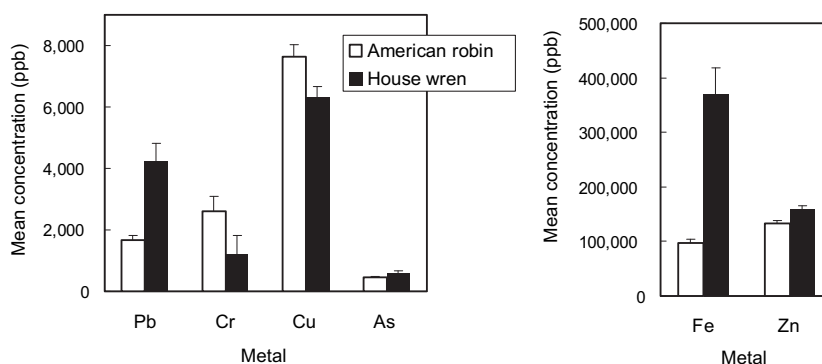 Mean concentration (ppb)
8,000
6,000
4,000
2,000
0
American robin
House wren
Pb Cr Cu As
Metal
Mean concentration (ppb)
500,000
400,000
300,000
200,000
100,000
0
Fe Zn
Metal